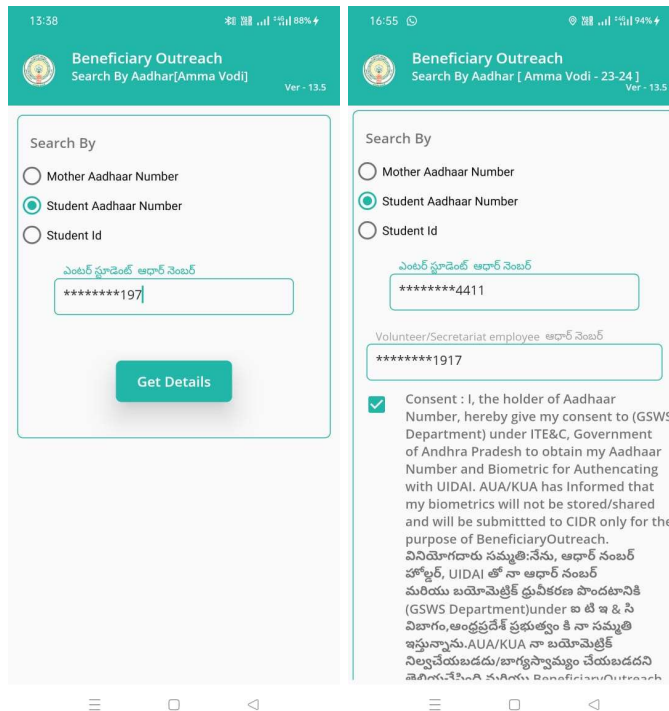 13:38
88%
Beneficiary Outreach
Search By Aadhar[Amma Vodi]
Ver - 13.5
Search By
Mother Aadhaar Number
Student Aadhaar Number
Student Id
ఎంటర్ స్టూడెంట్ ఆధార్ నెంబర్
********197
Get Details
16:55
94%
Beneficiary Outreach
Search By Aadhar [ Amma Vodi - 23-24 ]
Ver - 13.5
Search By
Mother Aadhaar Number
Student Aadhaar Number
Student Id
ఎంటర్ స్టూడెంట్ ఆధార్ నెంబర్
********4411
Volunteer/Secretariat employee ఆధార్ నెంబర్
********1917
Consent : I, the holder of Aadhaar
Number, hereby give my consent to (GSWS
Department) under ITE&C, Government
of Andhra Pradesh to obtain my Aadhaar
Number and Biometric for Authencating
with UIDAI. AUA/KUA has Informed that
my biometrics will not be stored/shared
and will be submittted to CIDR only for the
purpose of BeneficiaryOutreach.
వినియోగదారు సమ్మతి:నేను, ఆధార్ నంబర్
హోల్డర్, UIDAI తో నా ఆధార్ నంబర్
మరియు బయోమెట్రిక్ ధ్రువీకరణ పొందటానికి
(GSWS Department)under ఐ టి ఇ & సి
విబాగం,ఆంధ్రప్రదేశ్ ప్రభుత్వం కి నా సమ్మతి
ఇస్తున్నాను.AUA/KUA నా బయోమెట్రిక్
నిల్వచేయబడదు/బాగ్యస్వామ్యం చేయబడదని
తెలియచేసింది మరియు BeneficiaryOutreach